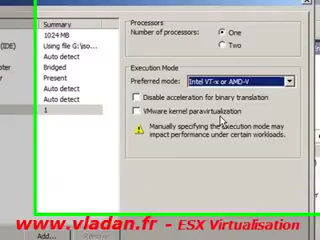 Summary
1024 MB
(IDE)
Using file G:\iso...
Auto detect
Bridged
Present
Auto detect
Auto detect
1
Add...
Remove
Processors
Number of processors:
One
Two
Execution Mode
Preferred mode:
Intel VT-x or AMD-V
Disable acceleration for binary translation
VMware kernel paravirtualization
Manually specifying the execution mode may
impact performance under certain workloads.
www.vladan.fr - ESX Virtualisation